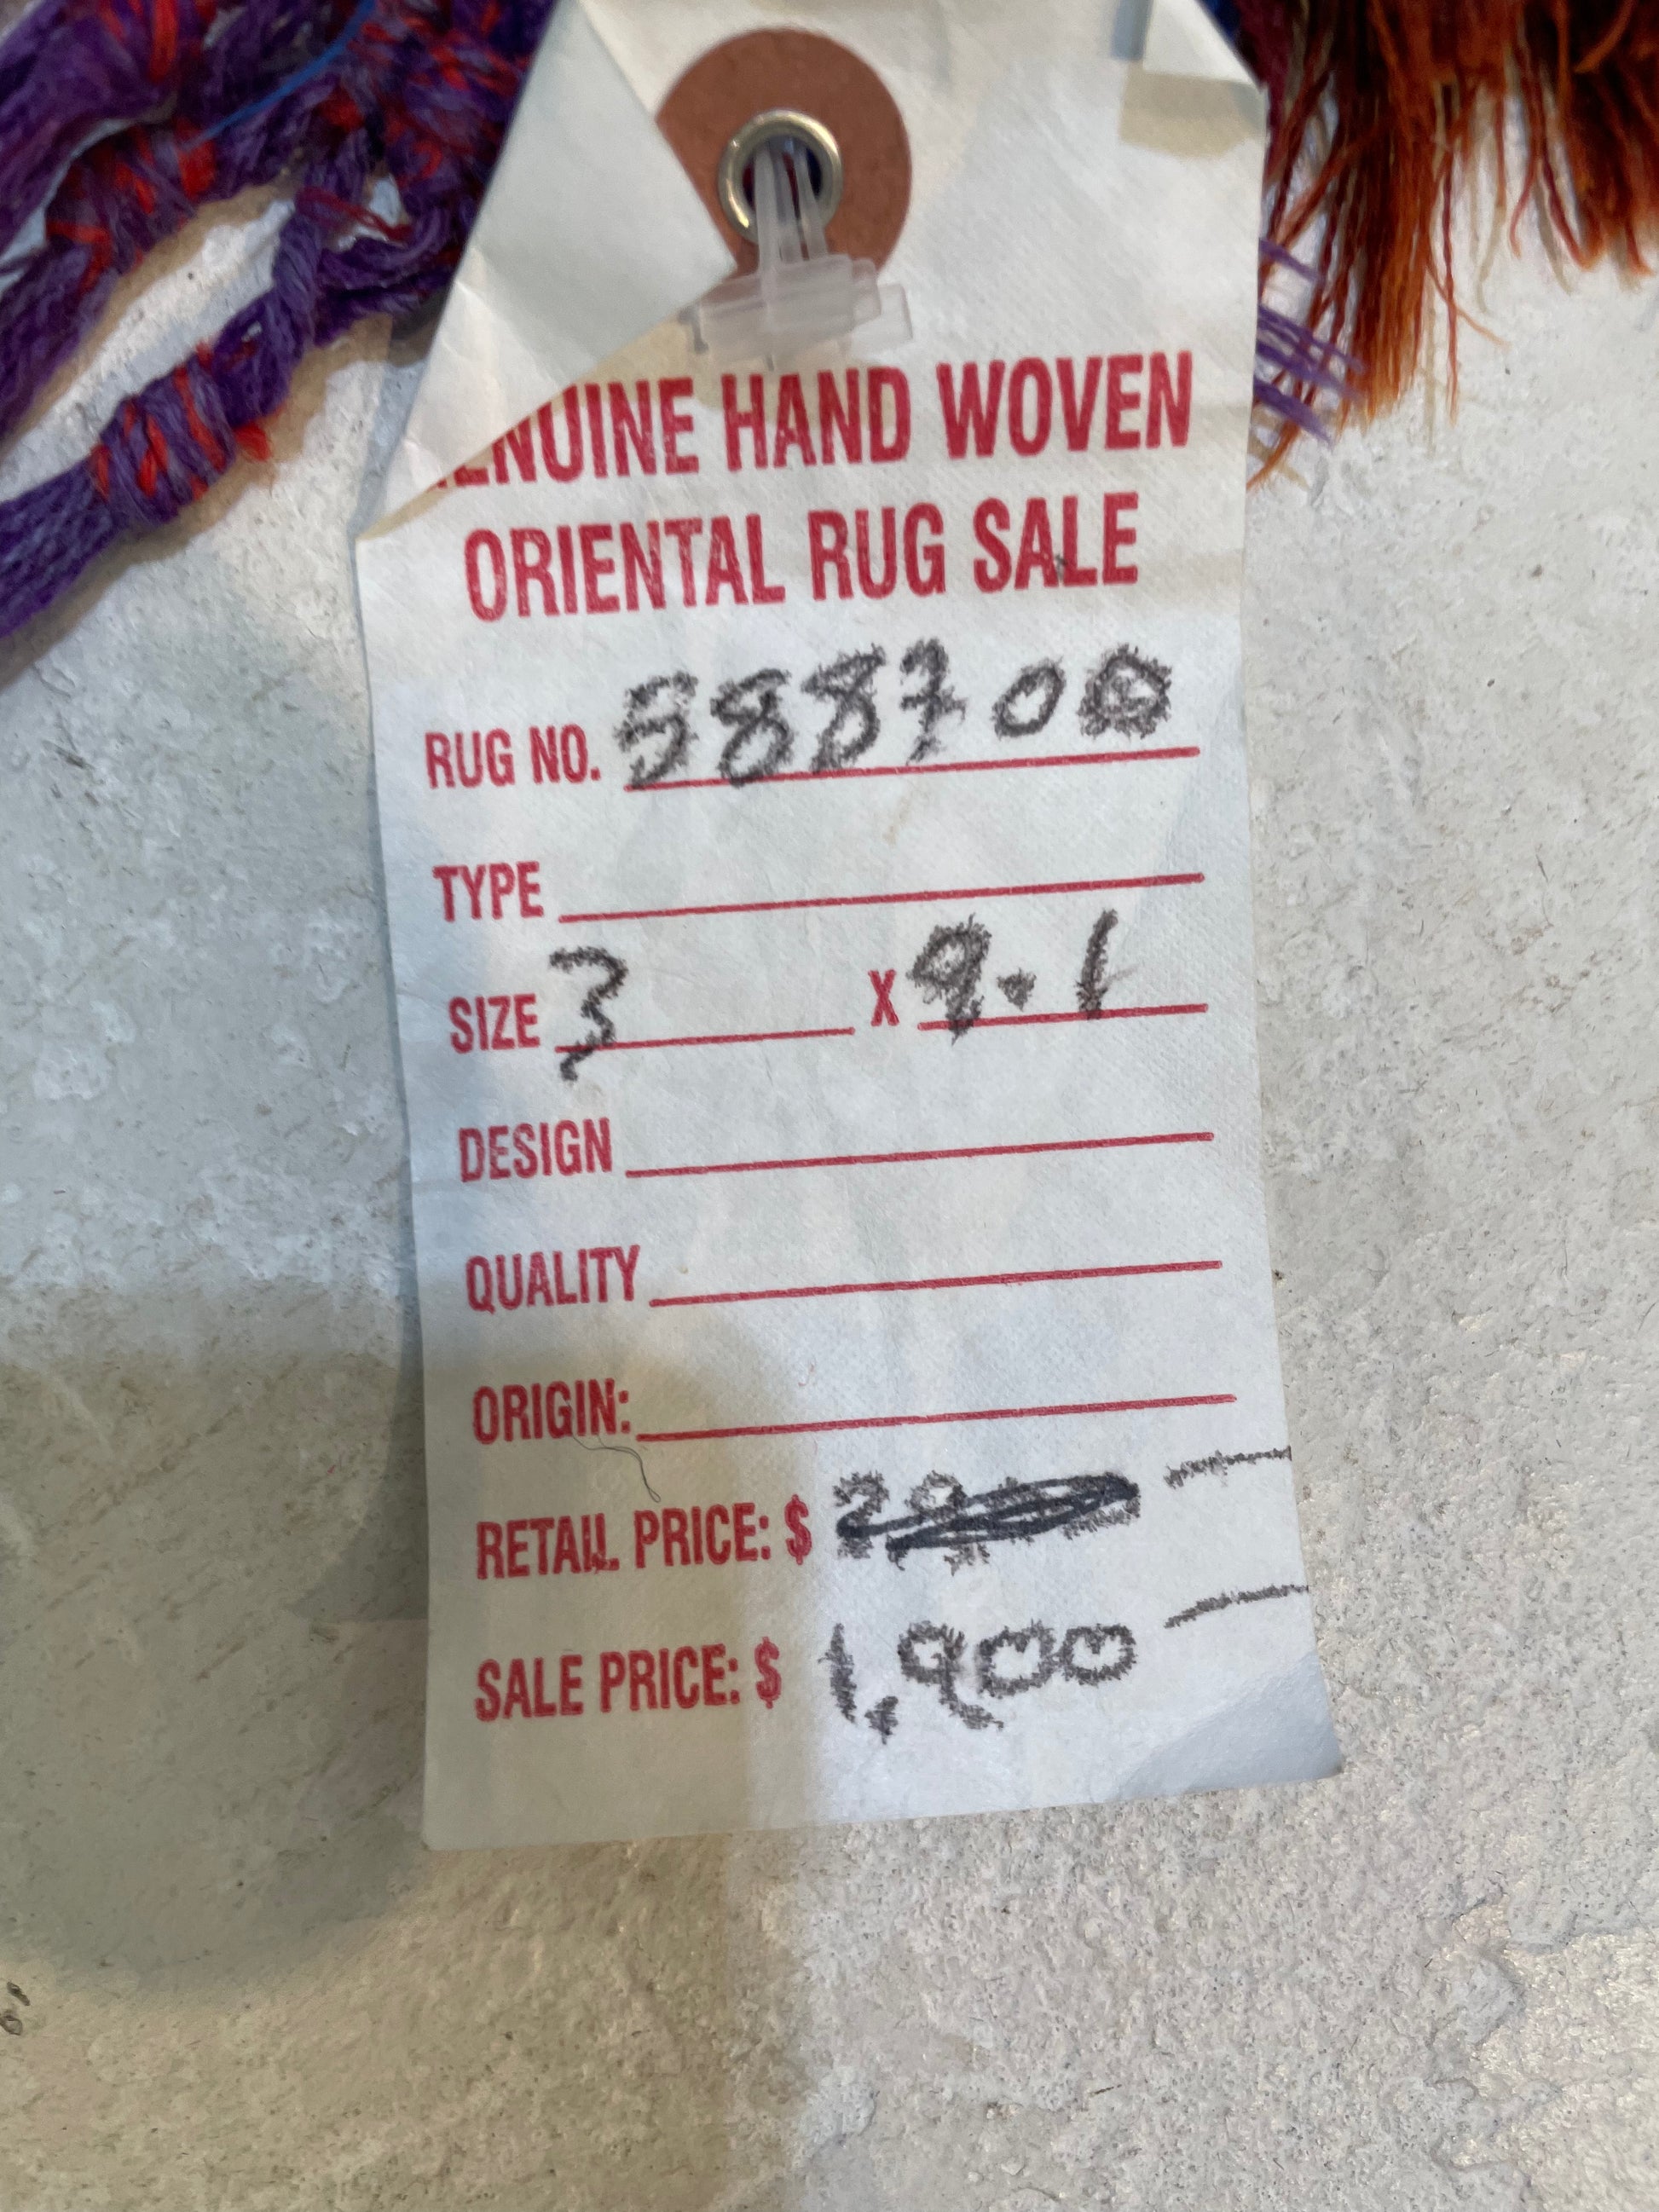 ENUINE HAND WOVEN
ORIENTAL RUG SALE
RUG NO. 588700
TYPE
SIZE 3 X 9.1
DESIGN
QUALITY
ORIGIN:
RETAIL PRICE: $
SALE PRICE: $ 1,900 —